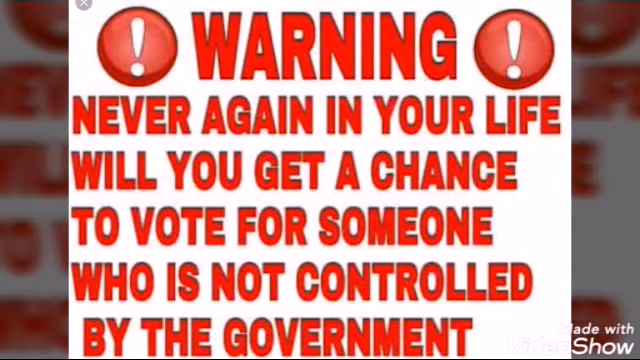 WARNING
NEVER AGAIN IN YOUR LIFE
WILL YOU GET A CHANCE
TO VOTE FOR SOMEONE
WHO IS NOT CONTROLLED
BY THE GOVERNMENT
Made with
VideoShow